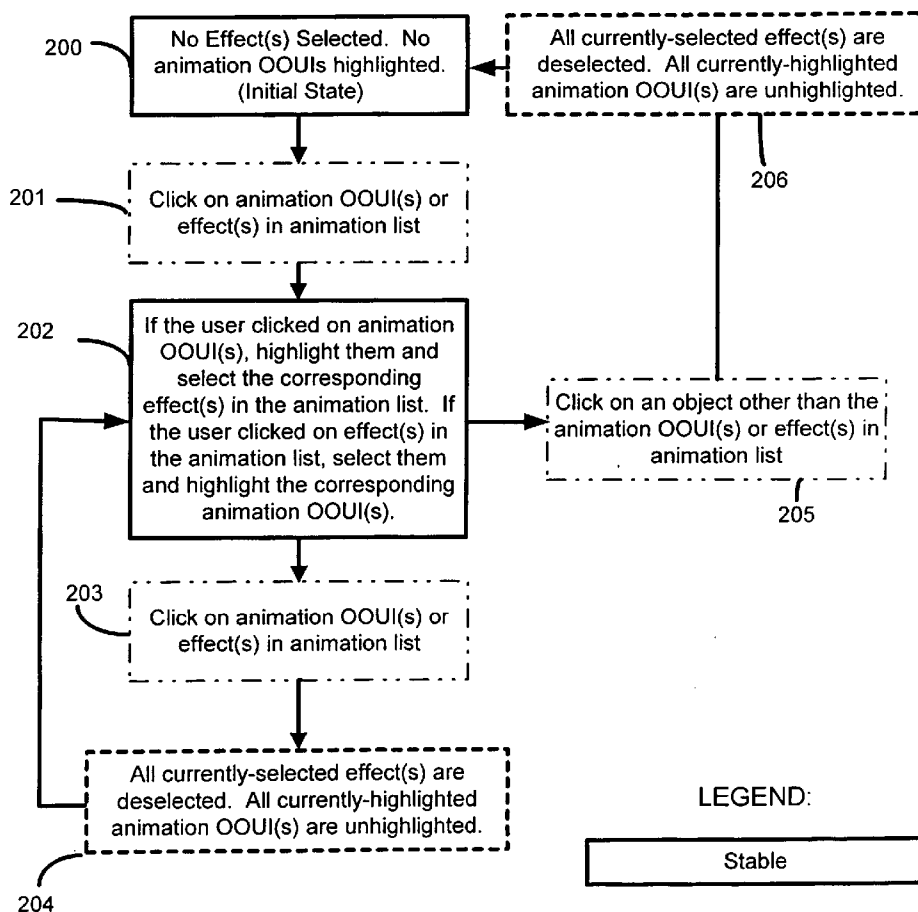 200
No Effect(s) Selected. No
animation OOUIs highlighted.
(Initial State)
All currently-selected effect(s) are
deselected. All currently-highlighted
animation OOUI(s) are unhighlighted.
206
201
Click on animation OOUI(s) or
effect(s) in animation list
202
If the user clicked on animation
OOUI(s), highlight them and
select the corresponding
effect(s) in the animation list. If
the user clicked on effect(s) in
the animation list, select them
and highlight the corresponding
animation OOUI(s).
Click on an object other than the
animation OOUI(s) or effect(s) in
animation list
205
203
Click on animation OOUI(s) or
effect(s) in animation list
All currently-selected effect(s) are
deselected. All currently-highlighted
animation OOUI(s) are unhighlighted.
204
LEGEND:
Stable